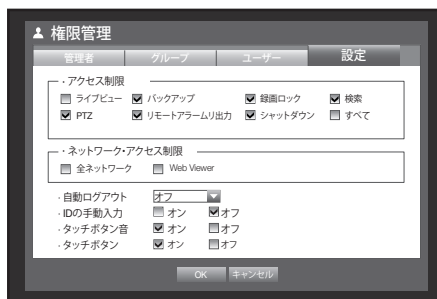 権限管理
管理者 グループ ユーザー 設定
・アクセス制限
ライブビュー バックアップ 録画ロック 検索
PTZ リモートアラームリ出力 シャットダウン すべて
・ネットワーク・アクセス制限
全ネットワーク Web Viewer
・自動ログアウト オフ
・IDの手動入力 オン オフ
・タッチボタン音 オン オフ
・タッチボタン オン オフ
OK キャンセル